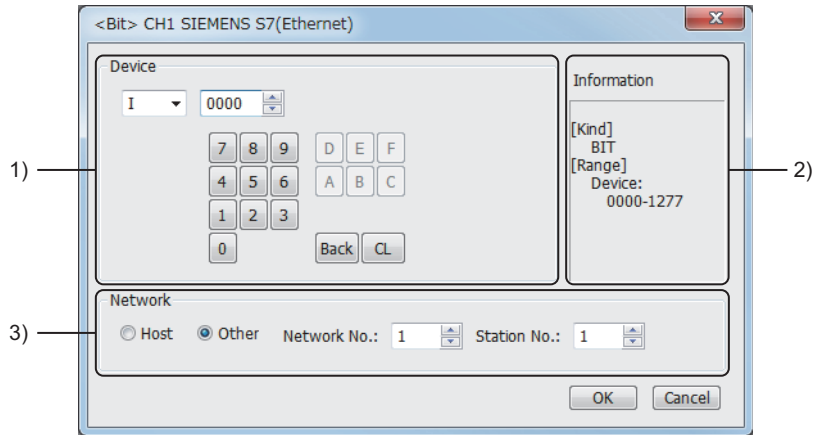 <Bit> CH1 SIEMENS S7(Ethernet)
x
Device
I 0000
7 8 9 D E F
4 5 6 A B C
1 2 3
0 Back CL
Information
[Kind]
BIT
[Range]
Device:
0000-1277
1)
2)
Network
3)
Host Other Network No.: 1 Station No.: 1
OK Cancel